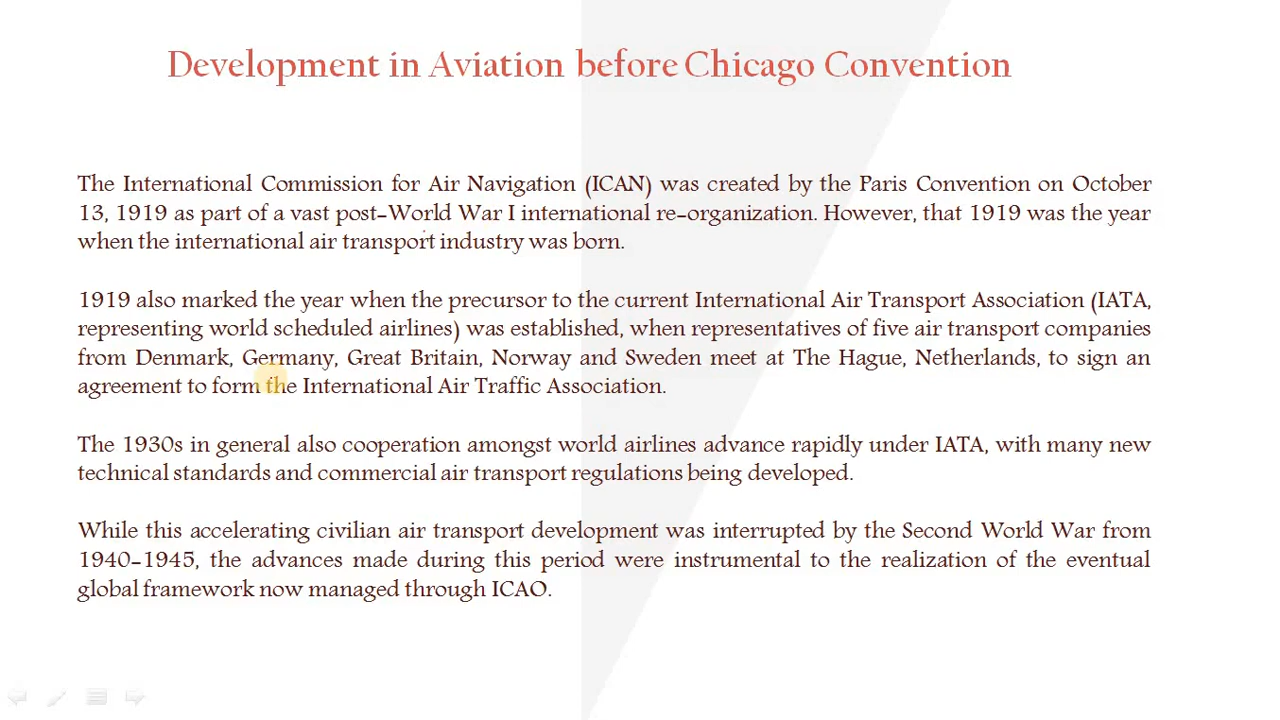 Development in Aviation before Chicago Convention
The International Commission for Air Navigation (ICAN) was created by the Paris Convention on October
13, 1919 as part of a vast post-World War I international re-organization. However, that 1919 was the year
when the international air transport industry was born.
1919 also marked the year when the precursor to the current International Air Transport Association (IATA,
representing world scheduled airlines) was established, when representatives of five air transport companies
from Denmark, Germany, Great Britain, Norway and Sweden meet at The Hague, Netherlands, to sign an
agreement to form the International Air Traffic Association.
The 1930s in general also cooperation amongst world airlines advance rapidly under IATA, with many new
technical standards and commercial air transport regulations being developed.
While this accelerating civilian air transport development was interrupted by the Second World War from
1940-1945, the advances made during this period were instrumental to the realization of the eventual
global framework now managed through ICAO.